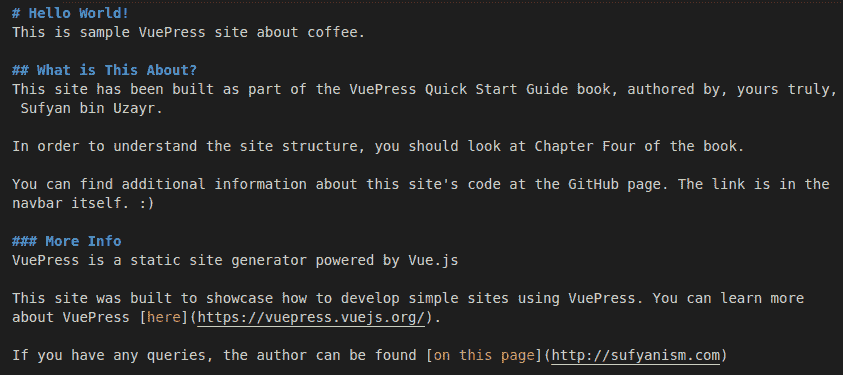 # Hello World!
This is sample VuePress site about coffee.
## What is This About?
This site has been built as part of the VuePress Quick Start Guide book, authored by, yours truly,
Sufyan bin Uzayr.
In order to understand the site structure, you should look at Chapter Four of the book.
You can find additional information about this site's code at the GitHub page. The link is in the
navbar itself. :)
### More Info
VuePress is a static site generator powered by Vue.js
This site was built to showcase how to develop simple sites using VuePress. You can learn more
about VuePress [here](https://vuepress.vuejs.org/).
If you have any queries, the author can be found [on this page](http://sufyanism.com)